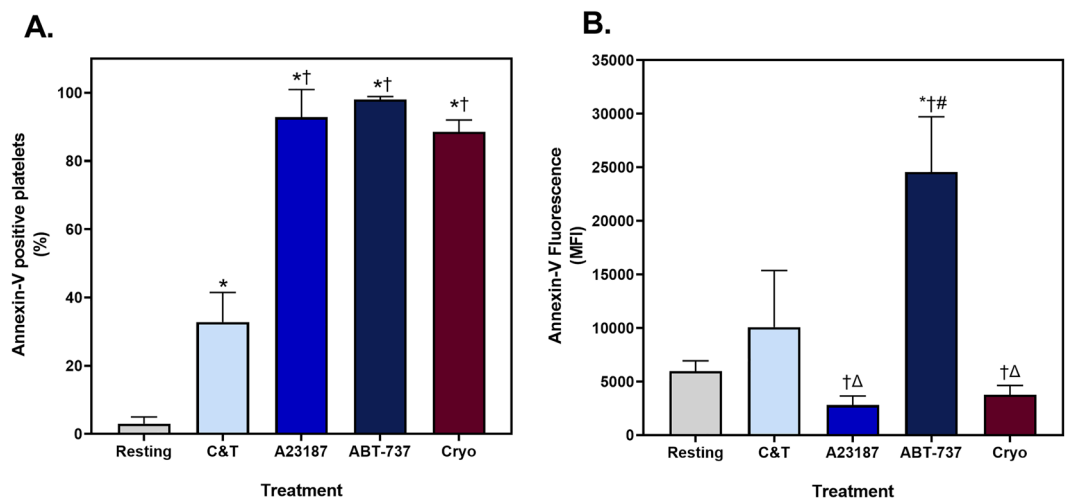 A.
Annexin-V positive platelets
(%)
100
80
60
40
20
0
*
*†
*†
*†
Resting
C&T
A23187
ABT-737
Cryo
Treatment
B.
Annexin-V Fluorescence
(MFI)
35000
30000
25000
20000
15000
10000
5000
0
†Δ
*†#
†Δ
Resting
C&T
A23187
ABT-737
Cryo
Treatment